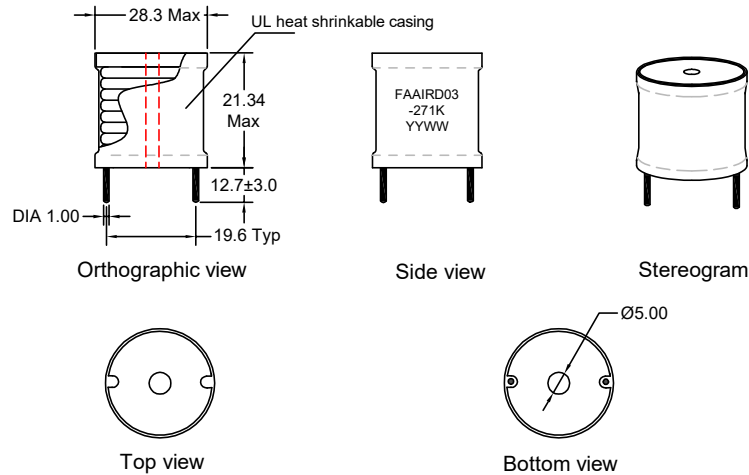 28.3 Max
UL heat shrinkable casing
21.34
Max
12.7±3.0
DIA 1.00
19.6 Typ
Orthographic view
FAAIRD03
-271K
YYWW
Side view
Stereogram
Top view
Ø5.00
Bottom view